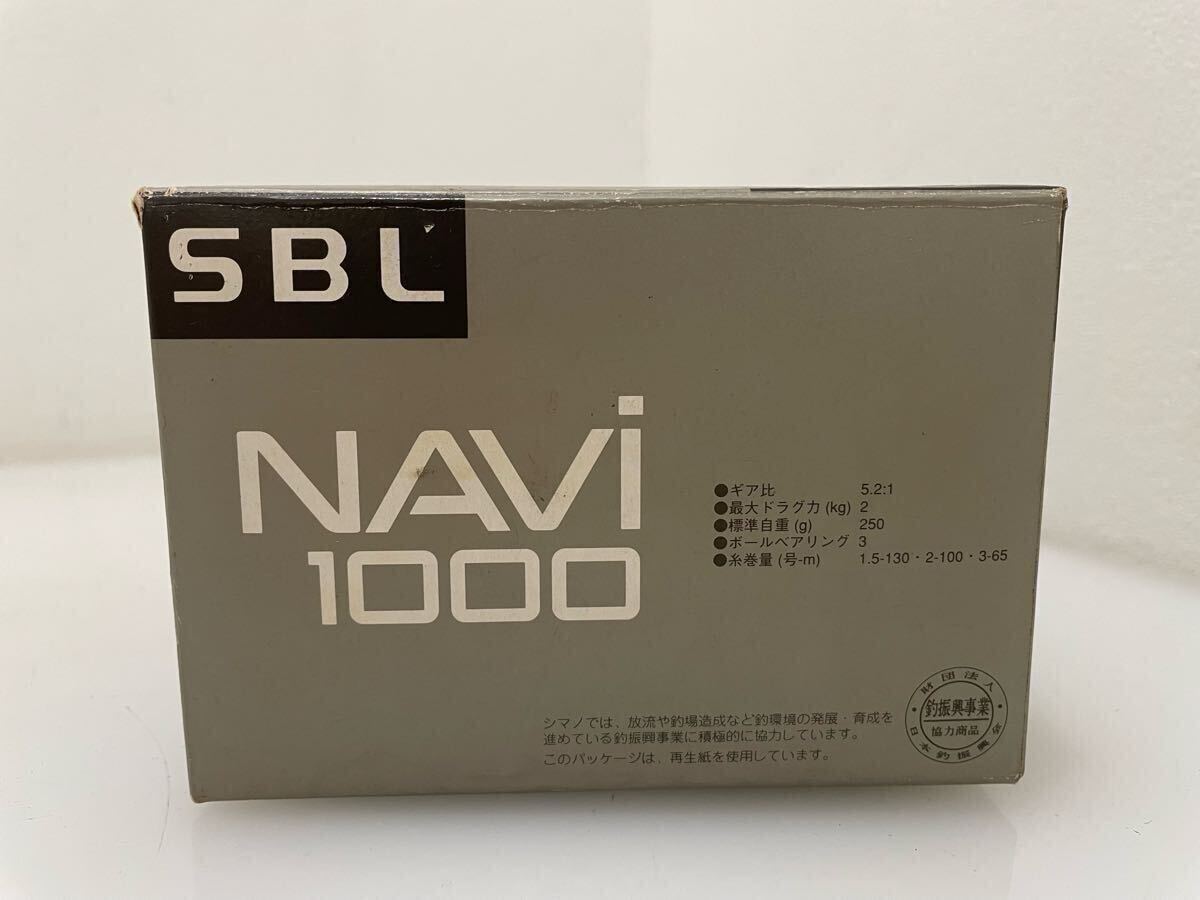 SBL
NAVi
1000
●ギア比 5.2:1
●最大ドラグ力 (kg) 2
●標準自重 (g) 250
●ボールベアリング 3
●糸巻量 (号-m) 1.5-130・2-100・3-65
シマノでは、放流や釣場造成など釣環境の発展・育成を
進めている釣振興事業に積極的に協力しています。
このパッケージは、再生紙を使用しています。
財団法人
釣振興事業
協力商品
日本釣振興会